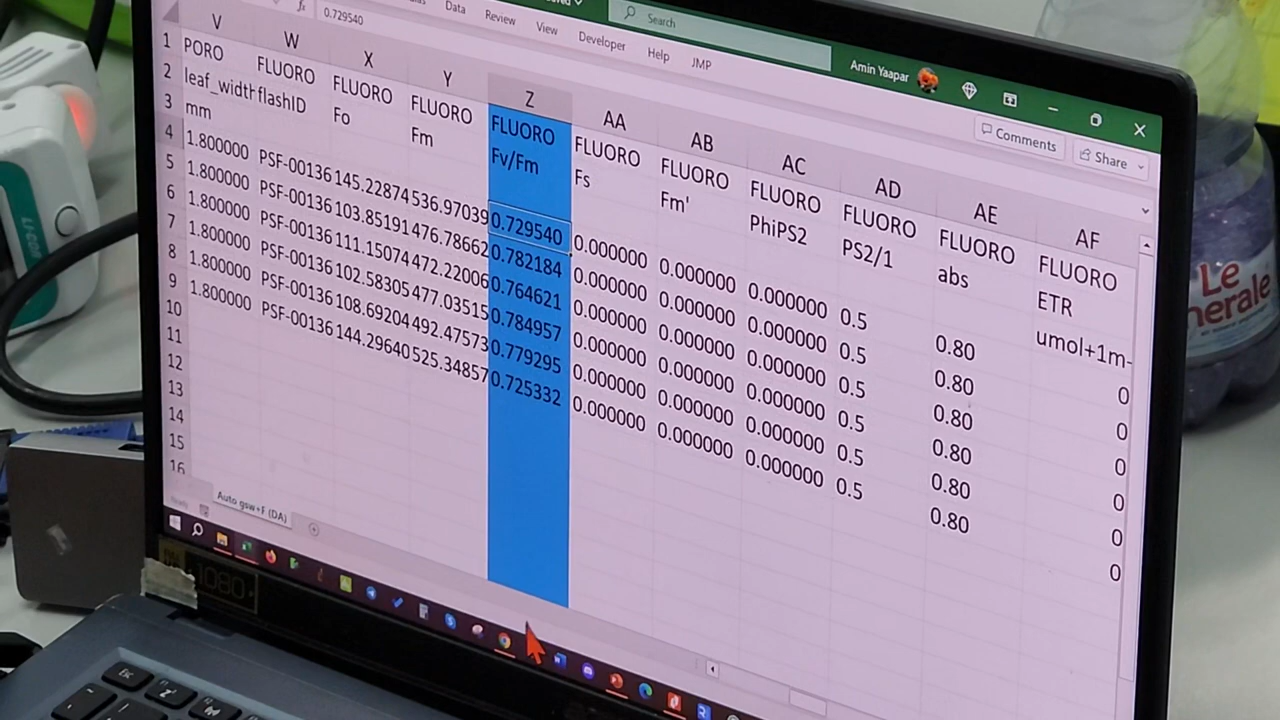 0.729540
Data Review View Developer Help JMP
Search
Amin Yaapar
Comments Share
V W X Y Z AA AB AC AD AE AF
1 PORO FLUORO FLUORO FLUORO FLUORO FLUORO FLUORO FLUORO FLUORO FLUORO FLUORO
2 leaf_width flashID Fo Fm Fv/Fm Fs Fm' PhiPS2 PS2/1 abs ETR
3 mm umol+1m-
4 1.800000 PSF-00136 145.22874 536.97039 0.729540 0.000000 0.000000 0.000000 0.5 0.80 0
5 1.800000 PSF-00136 103.85191 476.78662 0.782184 0.000000 0.000000 0.000000 0.5 0.80 0
6 1.800000 PSF-00136 111.15074 472.22006 0.764621 0.000000 0.000000 0.000000 0.5 0.80 0
7 1.800000 PSF-00136 102.58305 477.03515 0.784957 0.000000 0.000000 0.000000 0.5 0.80 0
8 1.800000 PSF-00136 108.69204 492.47573 0.779295 0.000000 0.000000 0.000000 0.5 0.80 0
9 1.800000 PSF-00136 144.29640 525.34857 0.725332 0.000000 0.000000 0.000000 0.5 0.80 0
10
11
12
13
14
15
16
Auto gsw+F (DA)
1080
Esc
LI-COR
Le
nerale